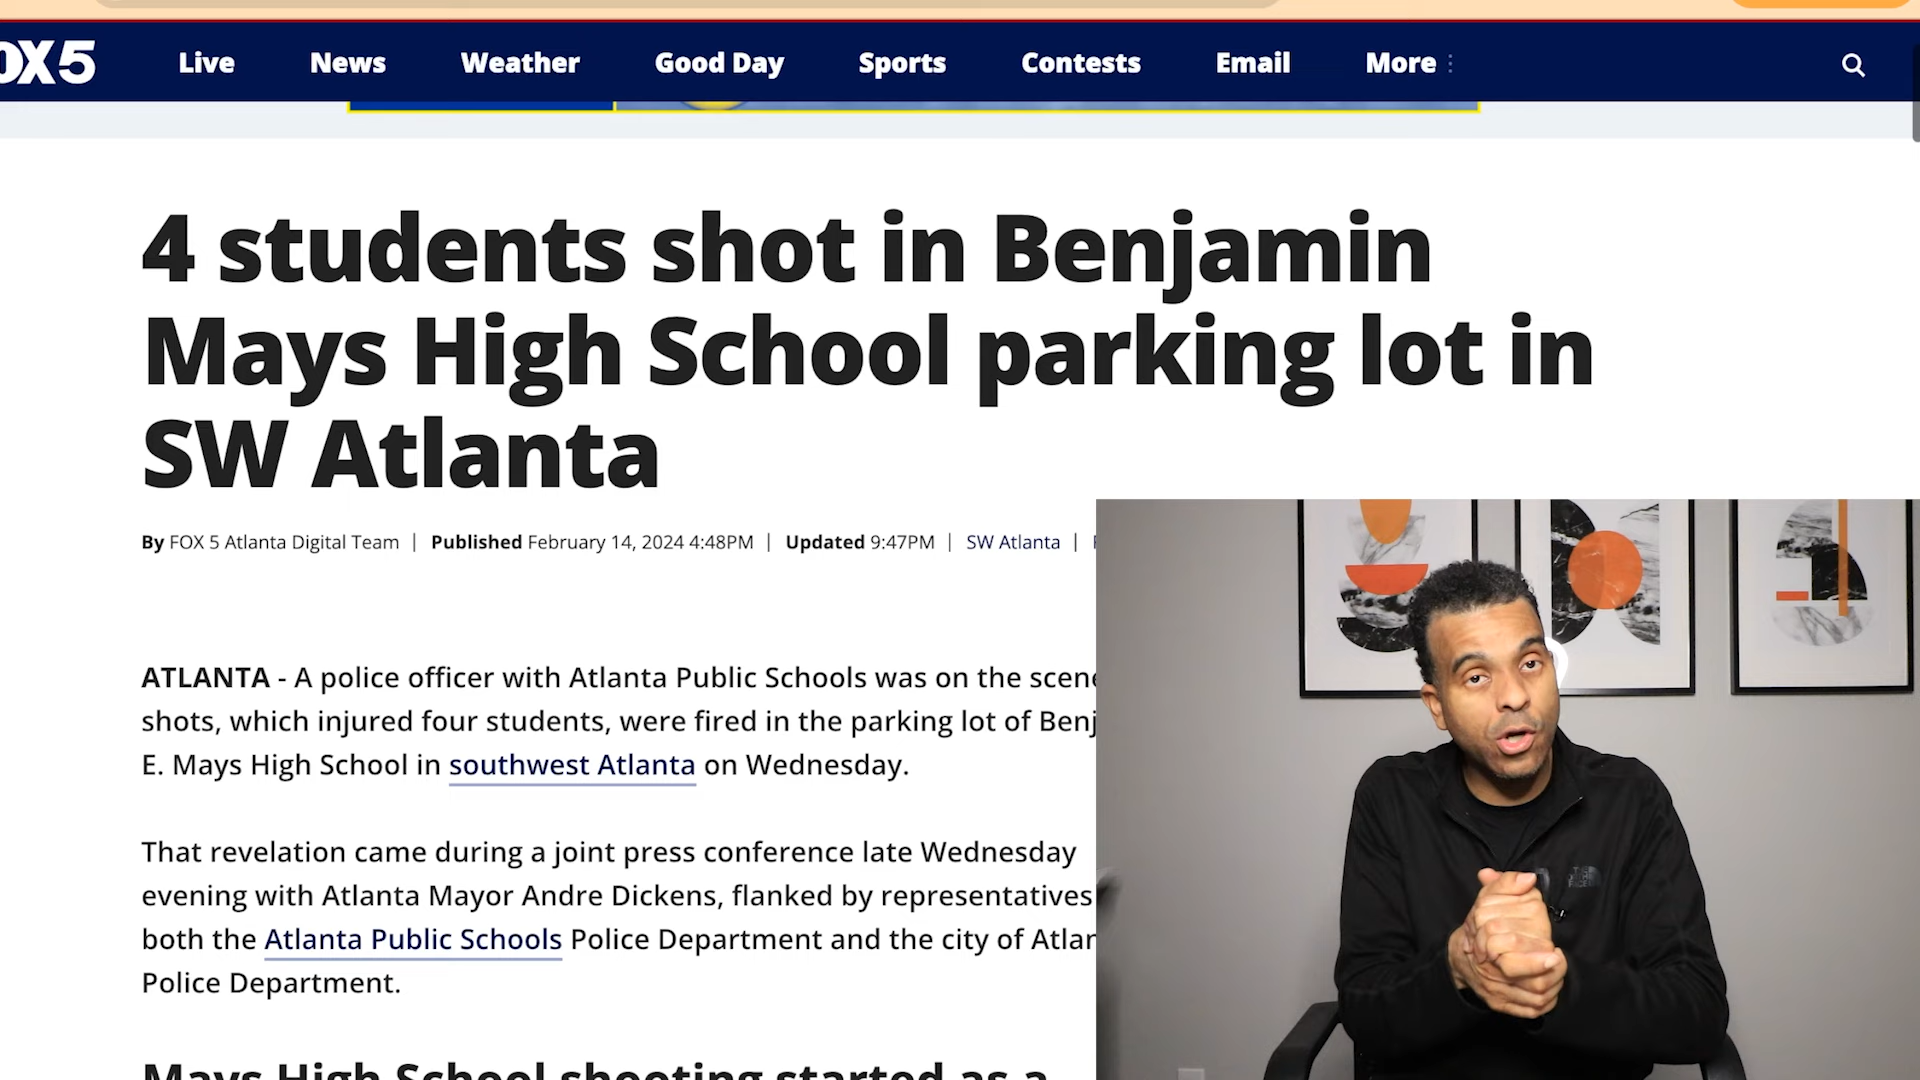 OX 5 Live News Weather Good Day Sports Contests Email More
4 students shot in Benjamin
Mays High School parking lot in
SW Atlanta
By FOX 5 Atlanta Digital Team | Published February 14, 2024 4:48PM | Updated 9:47PM | SW Atlanta |
ATLANTA - A police officer with Atlanta Public Schools was on the scene
shots, which injured four students, were fired in the parking lot of Benj
E. Mays High School in southwest Atlanta on Wednesday.
That revelation came during a joint press conference late Wednesday
evening with Atlanta Mayor Andre Dickens, flanked by representatives
both the Atlanta Public Schools Police Department and the city of Atlan
Police Department.
Mays High School shooting started as a
THE NORTH FACE